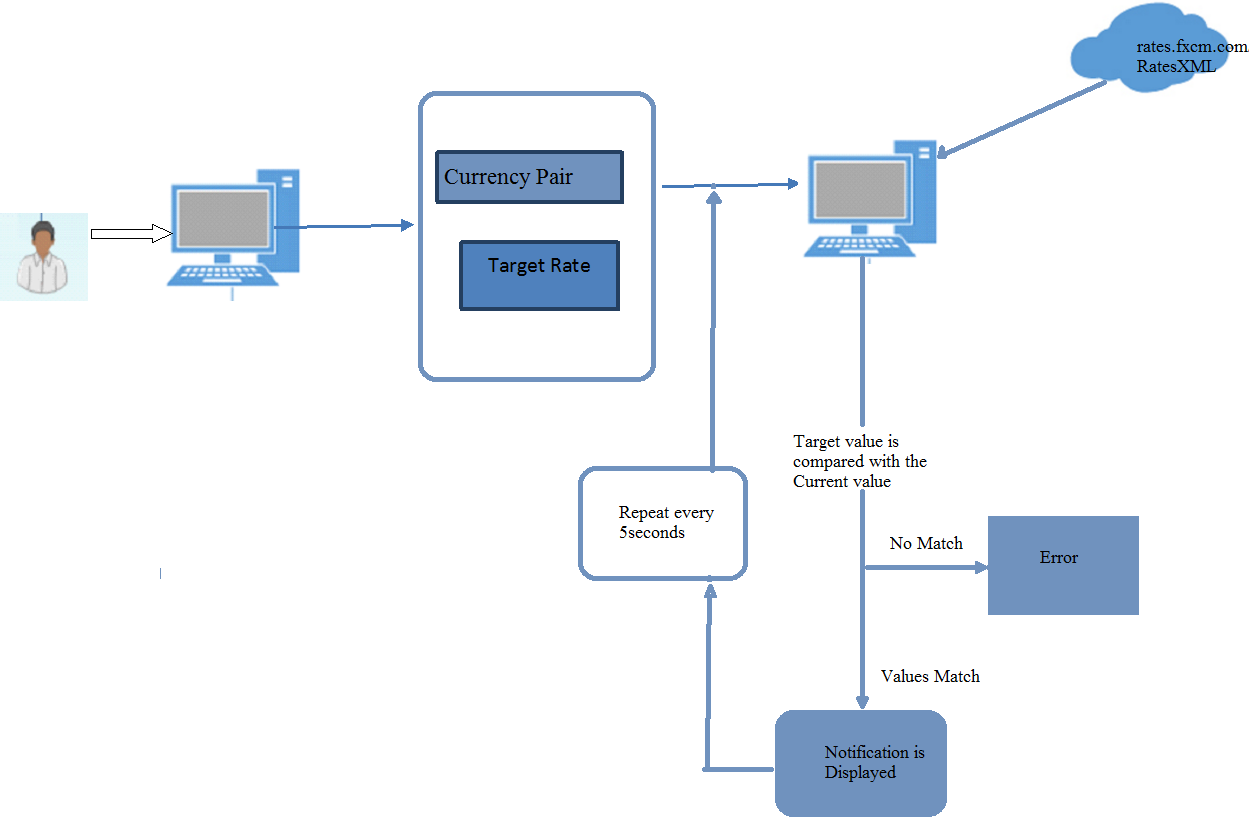 rates.fxcm.com/
RatesXML
Currency Pair
Target Rate
Target value is
compared with the
Current value
Repeat every
5seconds
No Match
Error
Values Match
Notification is
Displayed